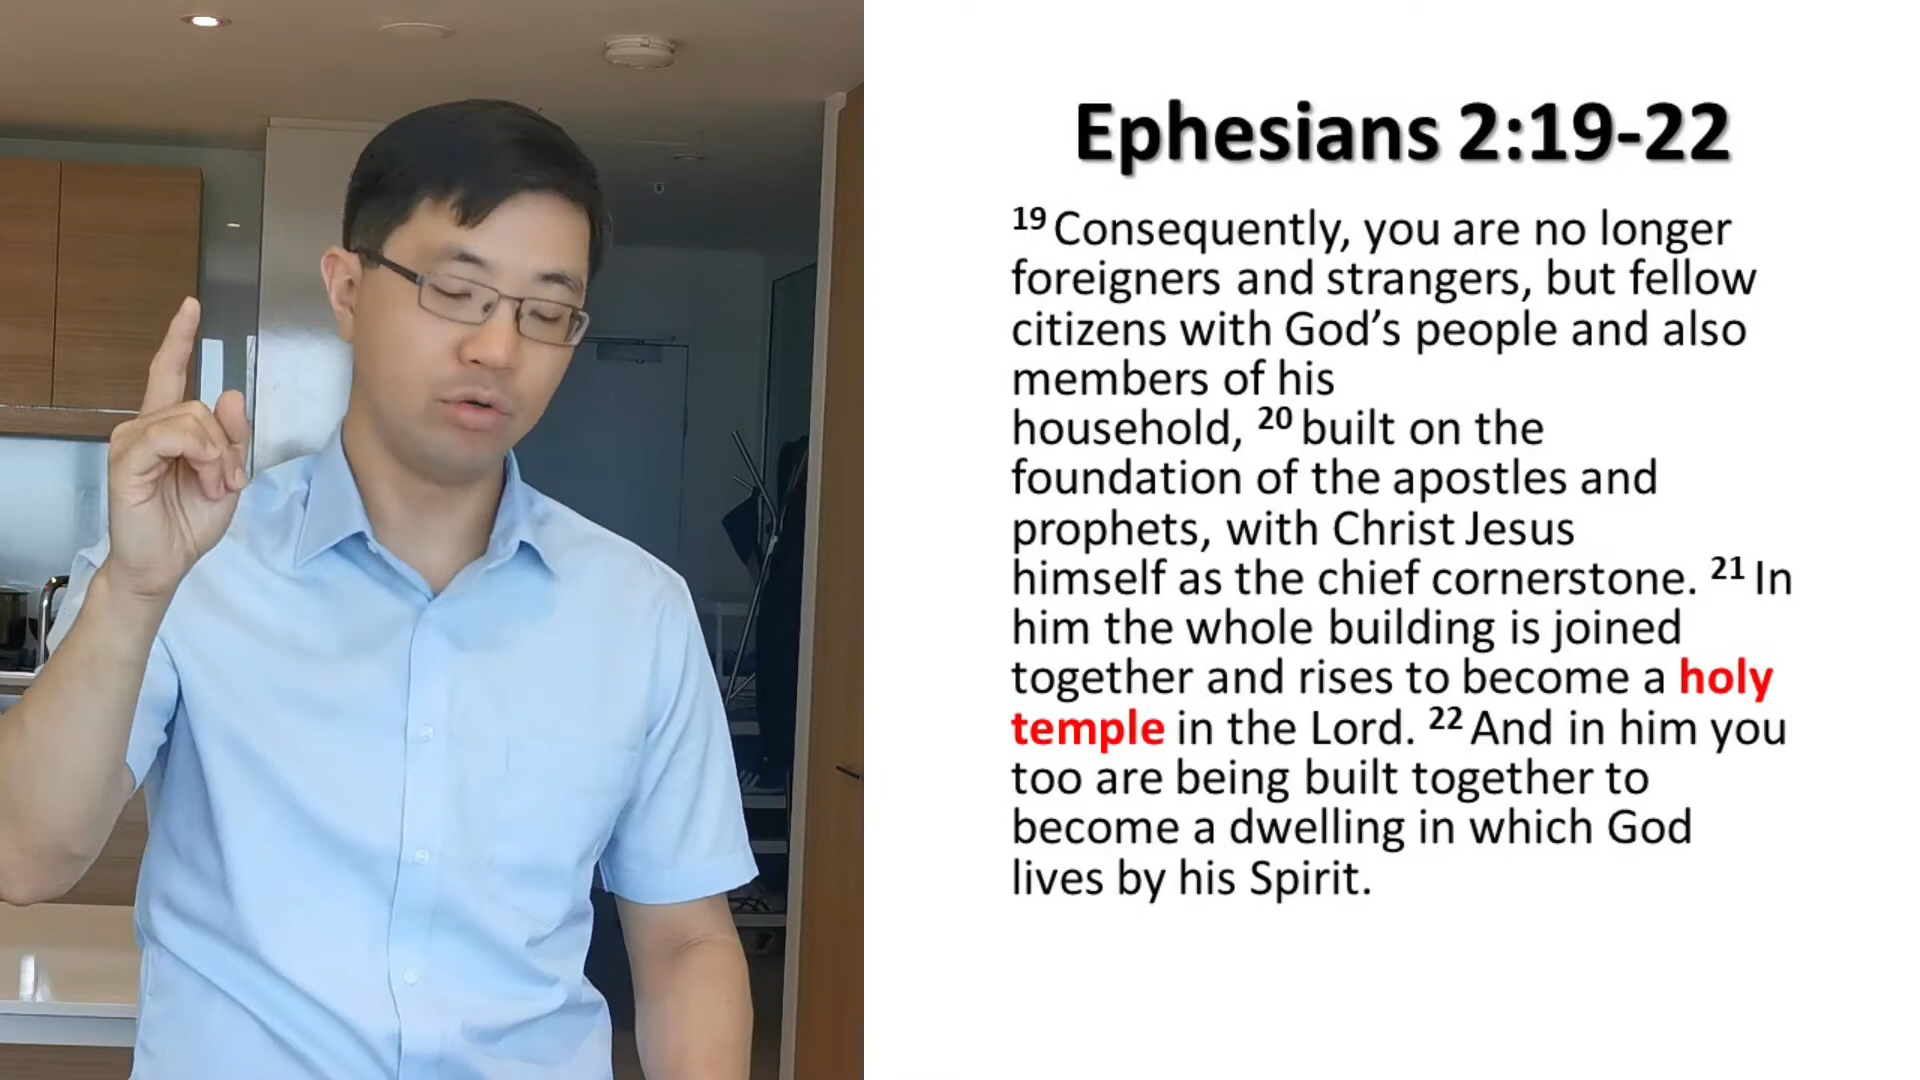 Ephesians 2:19-22
19 Consequently, you are no longer
foreigners and strangers, but fellow
citizens with God’s people and also
members of his
household, 20 built on the
foundation of the apostles and
prophets, with Christ Jesus
himself as the chief cornerstone. 21 In
him the whole building is joined
together and rises to become a holy
temple in the Lord. 22 And in him you
too are being built together to
become a dwelling in which God
lives by his Spirit.